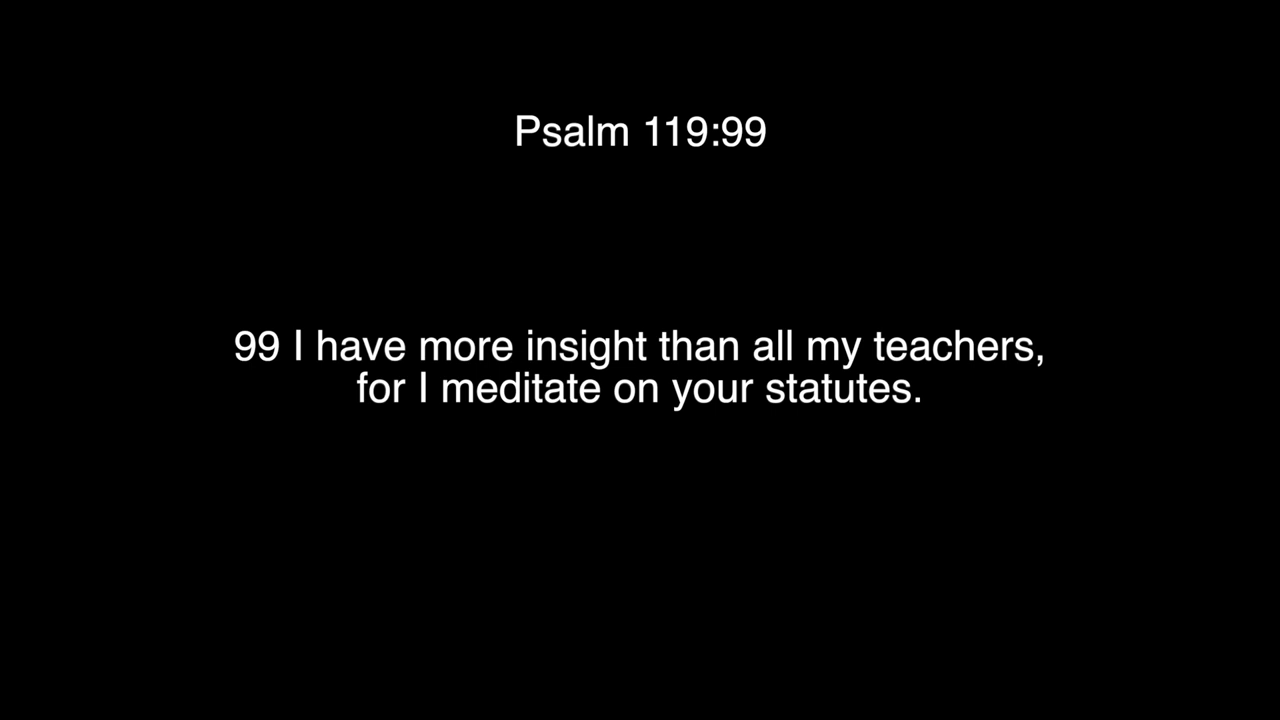 Psalm 119:99
99 I have more insight than all my teachers,
for I meditate on your statutes.